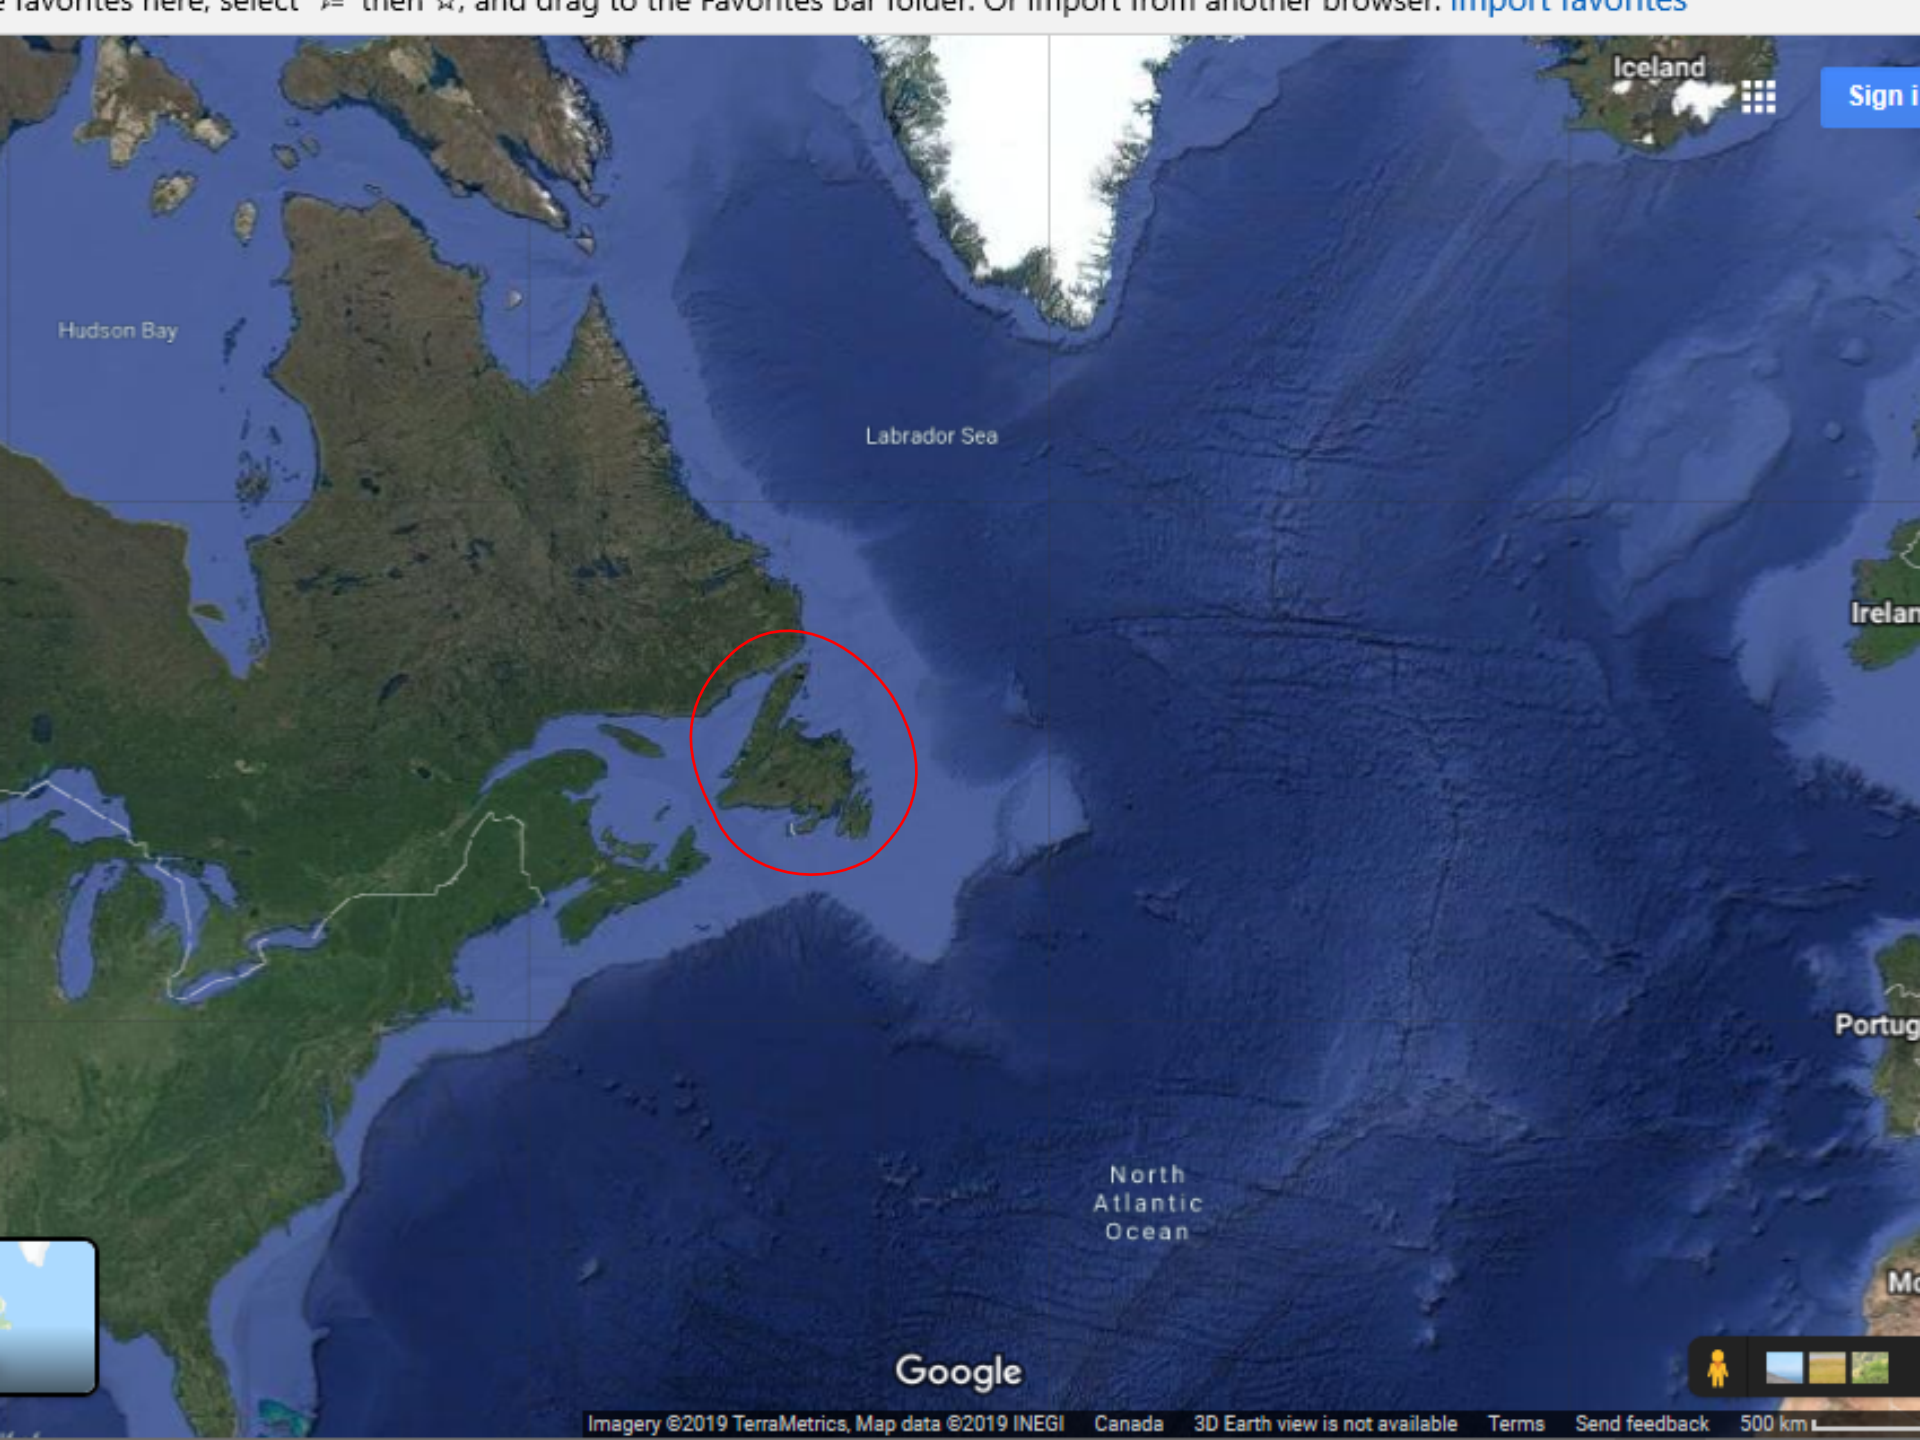 favorites here, select then ☆, and drag to the Favorites Bar folder. Or import from another browser. Import favorites
Iceland
Sign i
Hudson Bay
Labrador Sea
Irelan
Portug
North
Atlantic
Ocean
Mo
Google
Imagery ©2019 TerraMetrics, Map data ©2019 INEGI Canada 3D Earth view is not available Terms Send feedback 500 km